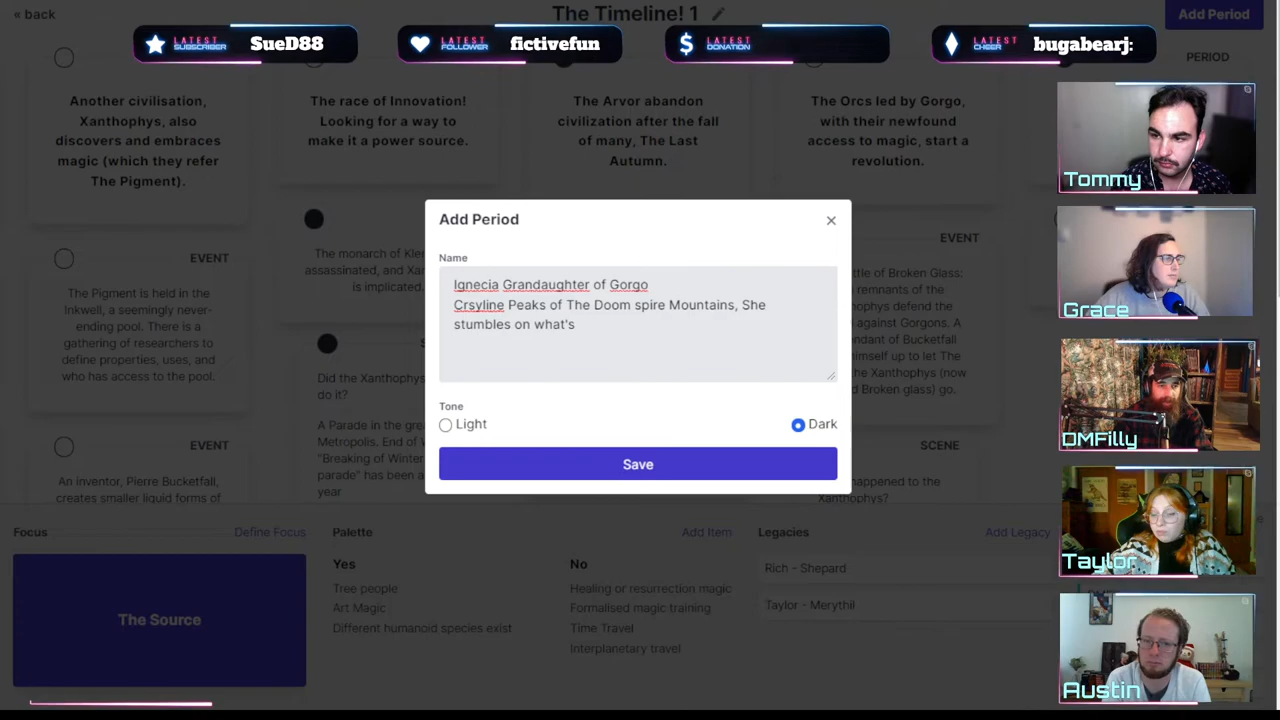 « back
The Timeline! 1
Add Period
LATEST
SUBSCRIBER
SueD88
LATEST
FOLLOWER
fictivefun
LATEST
DONATION
LATEST
CHEER
bugabearj:
PERIOD
Another civilisation,
Xanthophys, also
discovers and embraces
magic (which they refer
The Pigment).
The race of Innovation!
Looking for a way to
make it a power source.
The Arvor abandon
civilization after the fall
of many, The Last
Autumn.
The Orcs led by Gorgo,
with their newfound
access to magic, start a
revolution.
EVENT
The Pigment is held in the
Inkwell, a seemingly never-
ending pool. There is a
gathering of researchers to
define properties, uses, and
who has access to the pool.
EVENT
An inventor, Pierre Bucketfall,
creates smaller liquid forms of
The monarch of Kler
assassinated, and Xan
is implicated.
S
Did the Xanthophys
do it?
A Parade in the grea
Metropolis. End of W
"Breaking of Winter
parade" has been a
year
Add Period
×
Name
Ignecia Grandaughter of Gorgo
Crsyline Peaks of The Doom spire Mountains, She
stumbles on what's
Tone
Light
Dark
Save
EVENT
ttle of Broken Glass:
remnants of the
nthophys defend the
against Gorgons. A
ndant of Bucketfall
himself up to let The
the Xanthophys (now
d Broken glass) go.
SCENE
happened to the
Xanthophys?
Focus
Define Focus
The Source
Palette
Add Item
Yes
Tree people
Art Magic
Different humanoid species exist
No
Healing or resurrection magic
Formalised magic training
Time Travel
Interplanetary travel
Legacies
Add Legacy
Rich - Shepard
Taylor - Merythil
Tommy
Grace
DMFilly
Taylor
Austin